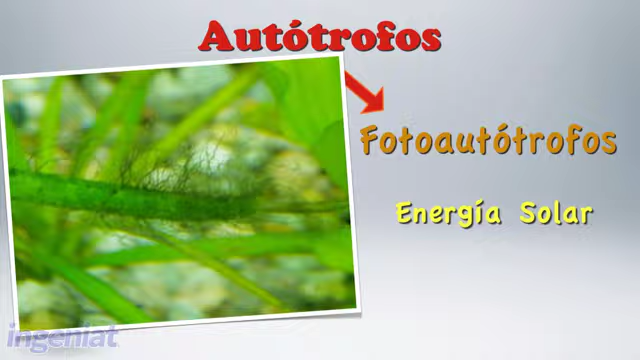 Autótrofos
Fotoautótrofos
Energía Solar
ingeniat